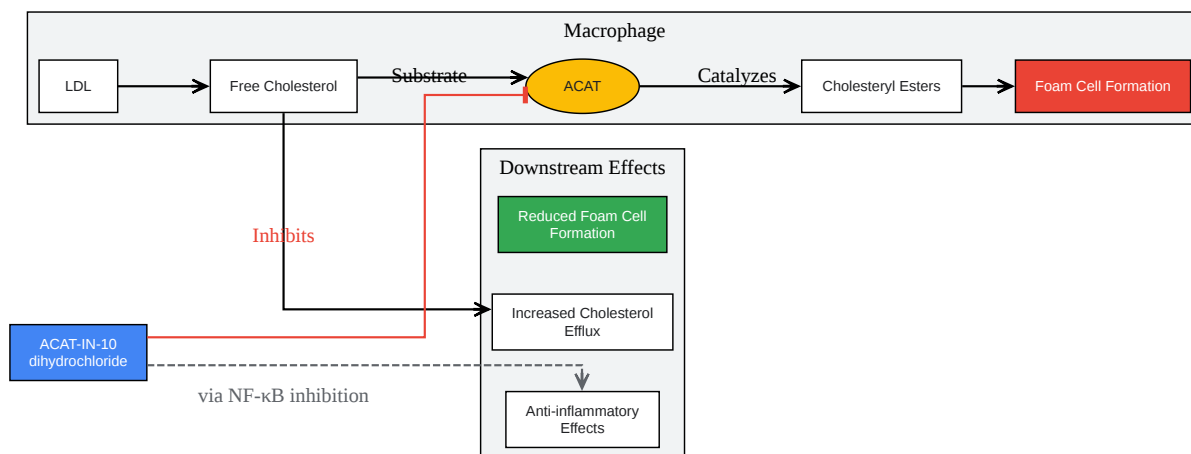 Macrophage
LDL
Free Cholesterol
Substrate
ACAT
Catalyzes
Cholesteryl Esters
Foam Cell Formation
Downstream Effects
Reduced Foam Cell
Formation
Inhibits
Increased Cholesterol
Efflux
ACAT-IN-10
dihydrochloride
via NF-κB inhibition
Anti-inflammatory
Effects